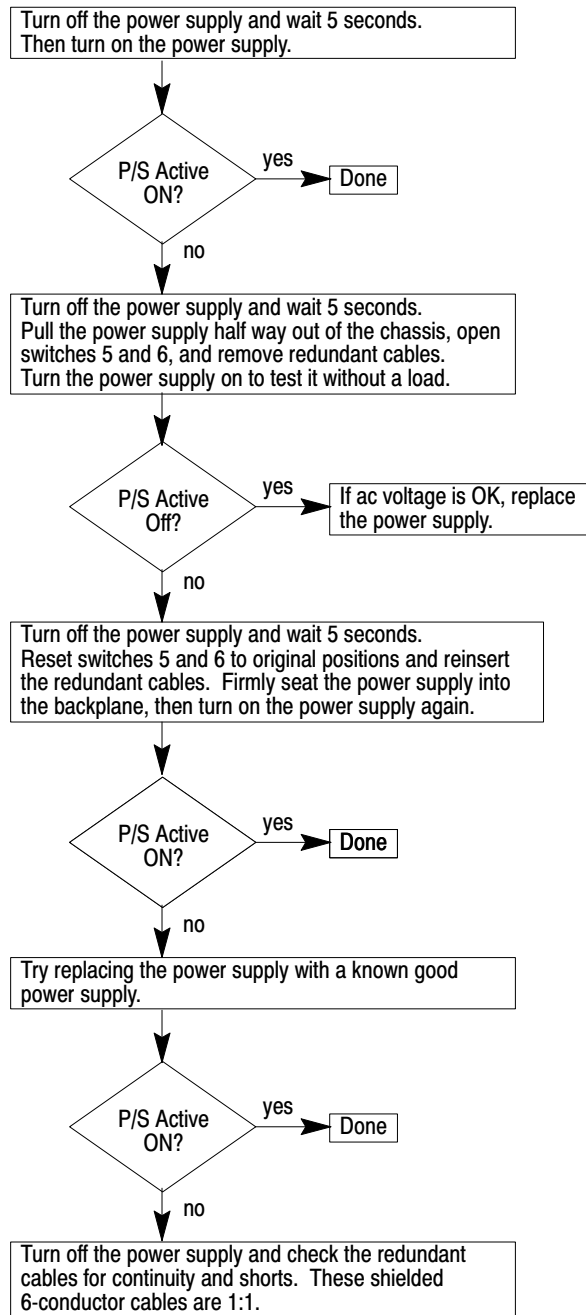 Turn off the power supply and wait 5 seconds.
Then turn on the power supply.
P/S Active
ON?
yes
Done
no
Turn off the power supply and wait 5 seconds.
Pull the power supply half way out of the chassis, open
switches 5 and 6, and remove redundant cables.
Turn the power supply on to test it without a load.
P/S Active
Off?
yes
If ac voltage is OK, replace
the power supply.
no
Turn off the power supply and wait 5 seconds.
Reset switches 5 and 6 to original positions and reinsert
the redundant cables. Firmly seat the power supply into
the backplane, then turn on the power supply again.
P/S Active
ON?
yes
Done
no
Try replacing the power supply with a known good
power supply.
P/S Active
ON?
yes
Done
no
Turn off the power supply and check the redundant
cables for continuity and shorts. These shielded
6-conductor cables are 1:1.